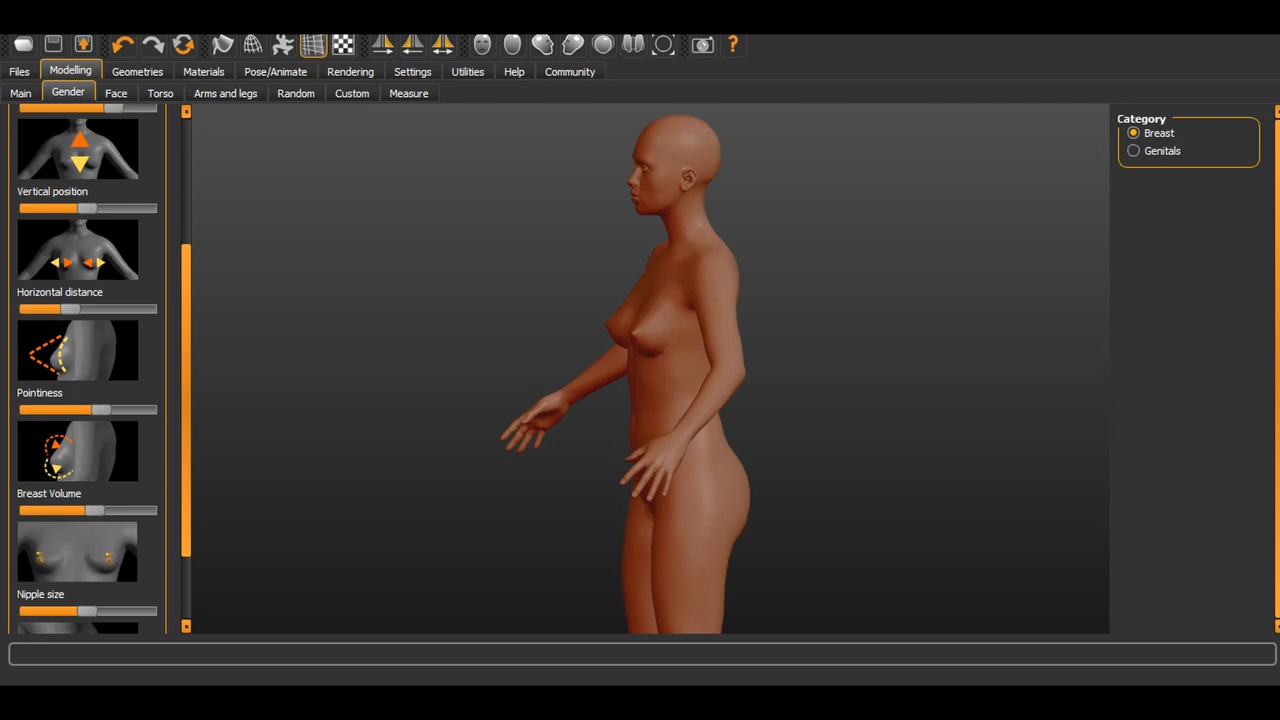 Files Modelling Geometries Materials Pose/Animate Rendering Settings Utilities Help Community
Main Gender Face Torso Arms and legs Random Custom Measure
Vertical position
Horizontal distance
Pointiness
Breast Volume
Nipple size
Category
Breast
Genitals